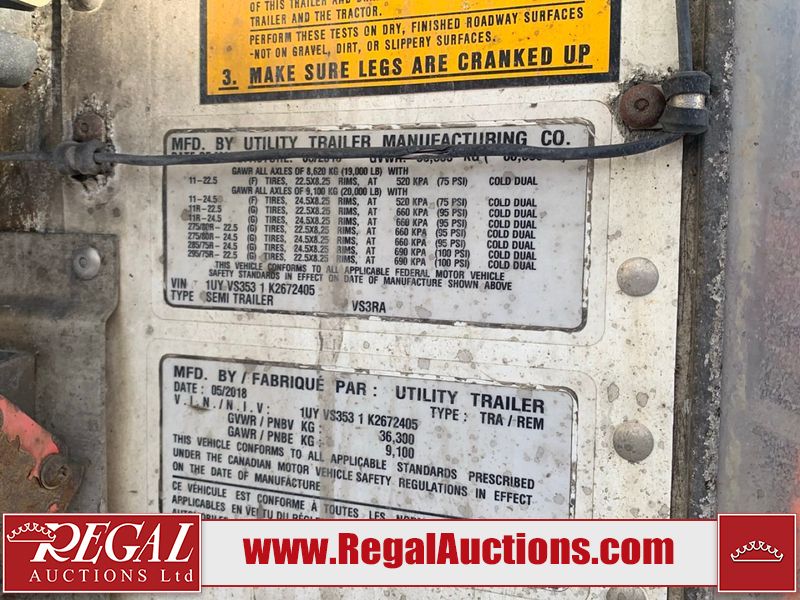 OF THIS TRAILER AND
TRAILER AND THE TRACTOR.
PERFORM THESE TESTS ON DRY, FINISHED ROADWAY SURFACES
-NOT ON GRAVEL, DIRT, OR SLIPPERY SURFACES.
3. MAKE SURE LEGS ARE CRANKED UP
MFD. BY UTILITY TRAILER MANUFACTURING CO.
05/2018 GVWR: KG (
GAWR ALL AXLES OF 8,620 KG (19,000 LB) WITH
11-22.5 (F) TIRES, 22.5X8.25 RIMS, AT 520 KPA (75 PSI) COLD DUAL
GAWR ALL AXLES OF 9,100 KG (20,000 LB) WITH
11-24.5 (F) TIRES, 24.5X8.25 RIMS, AT 520 KPA (75 PSI) COLD DUAL
11R-22.5 (G) TIRES, 22.5X8.25 RIMS, AT 660 KPA (95 PSI) COLD DUAL
11R-24.5 (G) TIRES, 24.5X8.25 RIMS, AT 660 KPA (95 PSI) COLD DUAL
275/80R-22.5 (G) TIRES, 22.5X8.25 RIMS, AT 660 KPA (95 PSI) COLD DUAL
275/80R-24.5 (G) TIRES, 24.5X8.25 RIMS, AT 660 KPA (95 PSI) COLD DUAL
285/75R-24.5 (G) TIRES, 24.5X8.25 RIMS, AT 690 KPA (100 PSI) COLD DUAL
295/75R-22.5 (G) TIRES, 22.5X8.25 RIMS, AT 690 KPA (100 PSI) COLD DUAL
THIS VEHICLE CONFORMS TO ALL APPLICABLE FEDERAL MOTOR VEHICLE
SAFETY STANDARDS IN EFFECT ON DATE OF MANUFACTURE SHOWN ABOVE
VIN 1UY VS353 1 K2672405
TYPE SEMI TRAILER VS3RA
MFD. BY / FABRIQUÉ PAR: UTILITY TRAILER
DATE: 05/2018 TYPE: TRA / REM
V.I.N./N.I.V: 1UY VS353 1 K2672405
GVWR / PNBV KG: 36,300
GAWR / PNBE KG: 9,100
THIS VEHICLE CONFORMS TO ALL APPLICABLE STANDARDS PRESCRIBED
UNDER THE CANADIAN MOTOR VEHICLE SAFETY REGULATIONS IN EFFECT
ON THE DATE OF MANUFACTURE
CE VÉHICULE EST CONFORME À TOUTES LES
APPLICABLES EN VERTU DU
REGAL
AUCTIONS Ltd
www.RegalAuctions.com